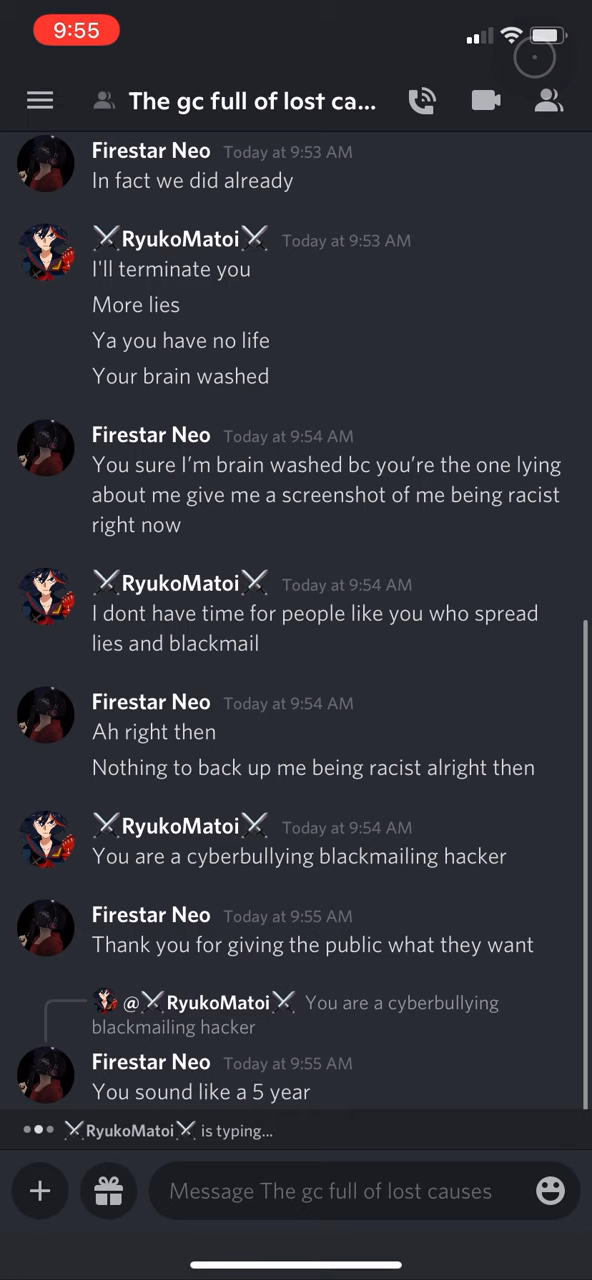 9:55
The gc full of lost ca...
Firestar Neo Today at 9:53 AM
In fact we did already
⚔RyukoMatoi⚔ Today at 9:53 AM
I'll terminate you
More lies
Ya you have no life
Your brain washed
Firestar Neo Today at 9:54 AM
You sure I’m brain washed bc you’re the one lying
about me give me a screenshot of me being racist
right now
⚔RyukoMatoi⚔ Today at 9:54 AM
I dont have time for people like you who spread
lies and blackmail
Firestar Neo Today at 9:54 AM
Ah right then
Nothing to back up me being racist alright then
⚔RyukoMatoi⚔ Today at 9:54 AM
You are a cyberbullying blackmailing hacker
Firestar Neo Today at 9:55 AM
Thank you for giving the public what they want
@⚔RyukoMatoi⚔ You are a cyberbullying
blackmailing hacker
Firestar Neo Today at 9:55 AM
You sound like a 5 year
⚔RyukoMatoi⚔ is typing...
Message The gc full of lost causes